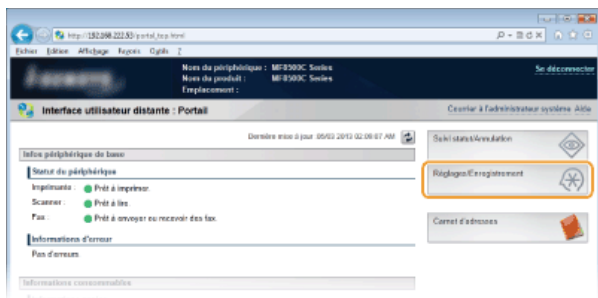 http://192.168.222.53/portal_top.html
Fichier Edition Affichage Favoris Outils ?
Nom du périphérique : MF8500C Series
Nom du produit : MF8500C Series
Emplacement :
Se déconnecter
Interface utilisateur distante : Portail
Courrier à l'administrateur système Aide
Dernière mise à jour :05/03 2013 02:09:07 AM
Infos périphérique de base
Statut du périphérique
Imprimante : Prêt à imprimer.
Scanner : Prêt à lire.
Fax : Prêt à envoyer ou recevoir des fax.
Informations d'erreur
Pas d'erreurs
Informations consommables
Suivi statut/Annulation
Réglages/Enregistrement
Carnet d'adresses